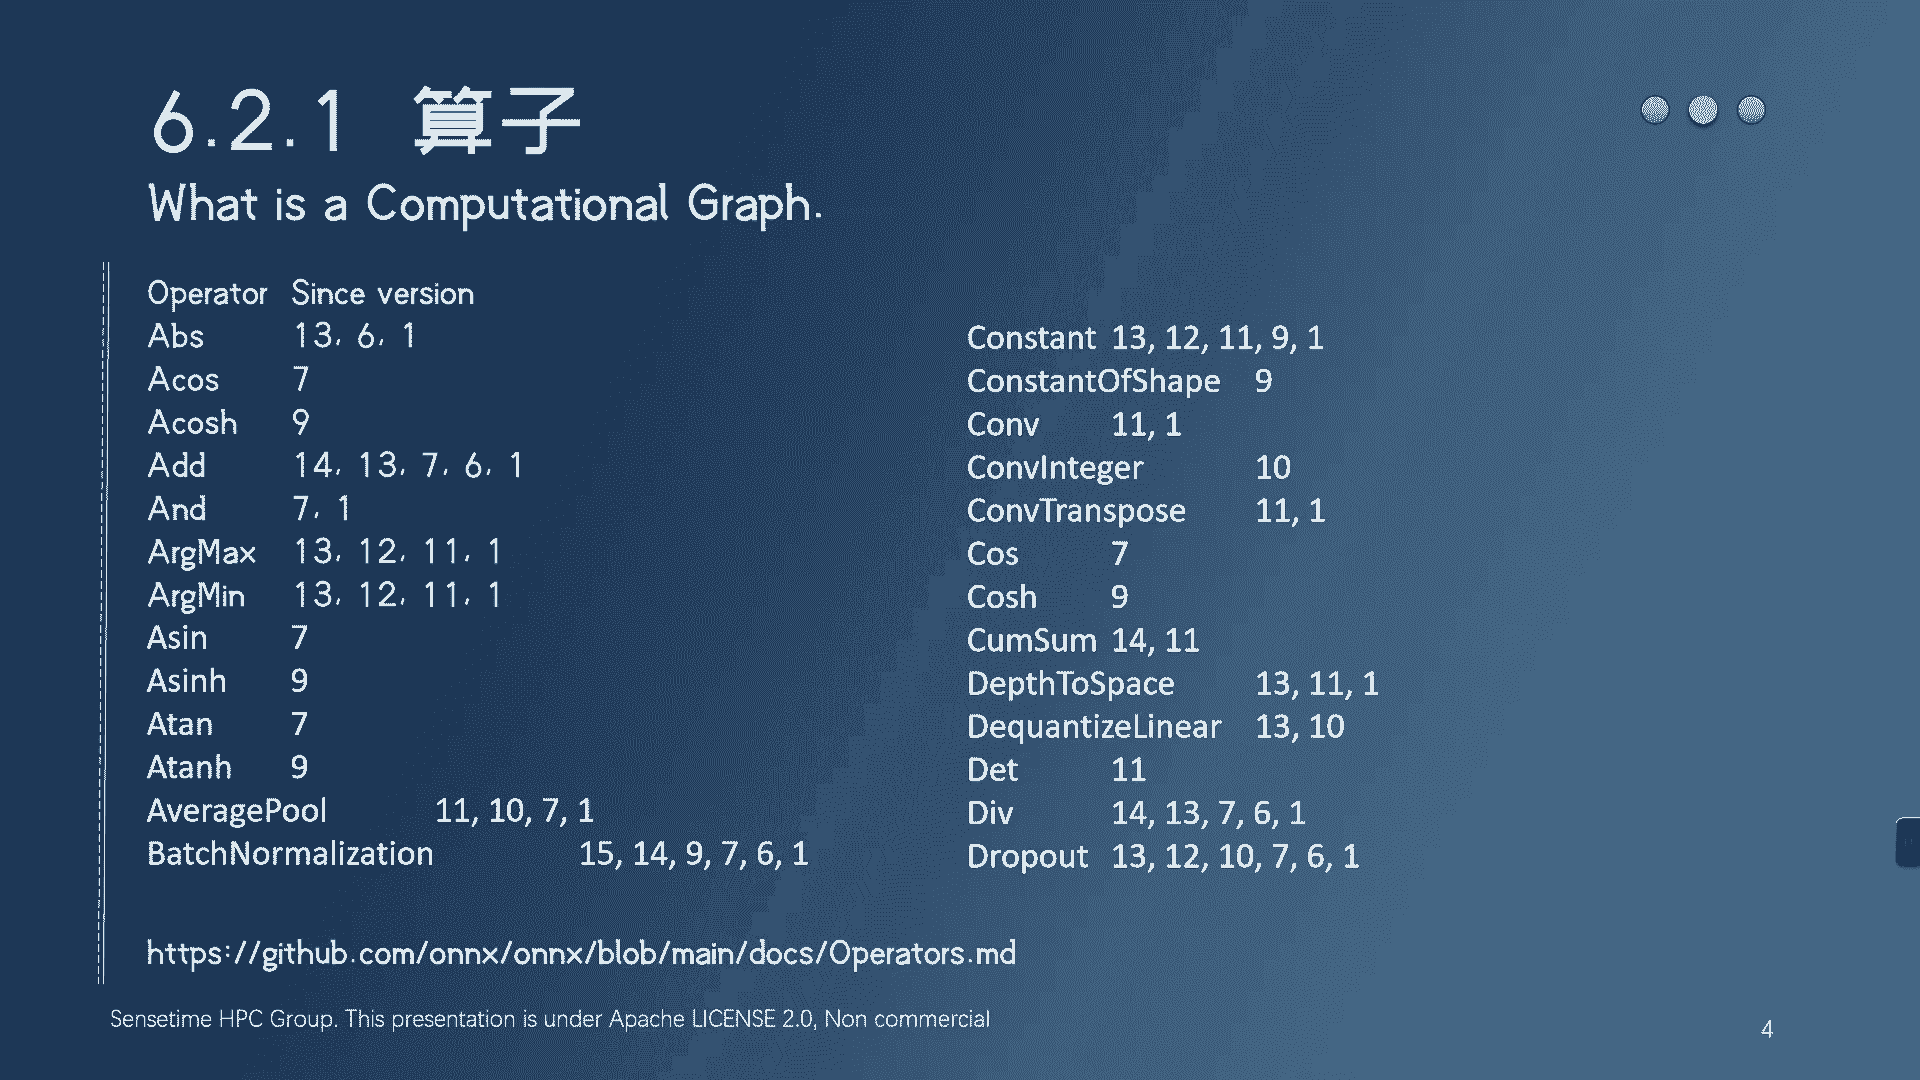 6.2.1 算子
What is a Computational Graph.
Operator Since version
Abs 13, 6, 1
Acos 7
Acosh 9
Add 14, 13, 7, 6, 1
And 7, 1
ArgMax 13, 12, 11, 1
ArgMin 13, 12, 11, 1
Asin 7
Asinh 9
Atan 7
Atanh 9
AveragePool 11, 10, 7, 1
BatchNormalization 15, 14, 9, 7, 6, 1
Constant 13, 12, 11, 9, 1
ConstantOfShape 9
Conv 11, 1
ConvInteger 10
ConvTranspose 11, 1
Cos 7
Cosh 9
CumSum 14, 11
DepthToSpace 13, 11, 1
DequantizeLinear 13, 10
Det 11
Div 14, 13, 7, 6, 1
Dropout 13, 12, 10, 7, 6, 1
https://github.com/onnx/onnx/blob/main/docs/Operators.md
Sensetime HPC Group. This presentation is under Apache LICENSE 2.0, Non commercial
4